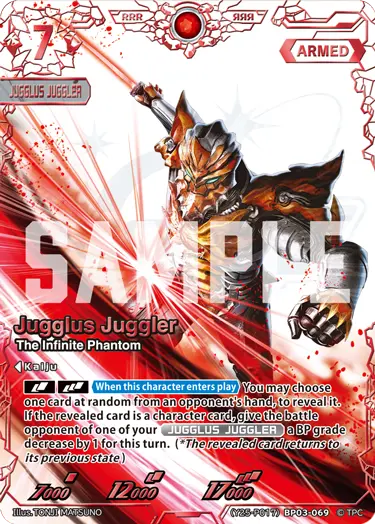 RRR RRR
7
ARMED
JUGGLUS JUGGLER
SAMPLE
Jugglus Juggler
The Infinite Phantom
Kaiju
When this character enters play You may choose
one card at random from an opponent's hand, to reveal it.
If the revealed card is a character card, give the battle
opponent of one of your JUGGLUS JUGGLER a BP grade
decrease by 1 for this turn. (*The revealed card returns to
its previous state)
7000 12000 17000
Illus. TONJI MATSUNO (Y25-P017) BP03-069 © TPC